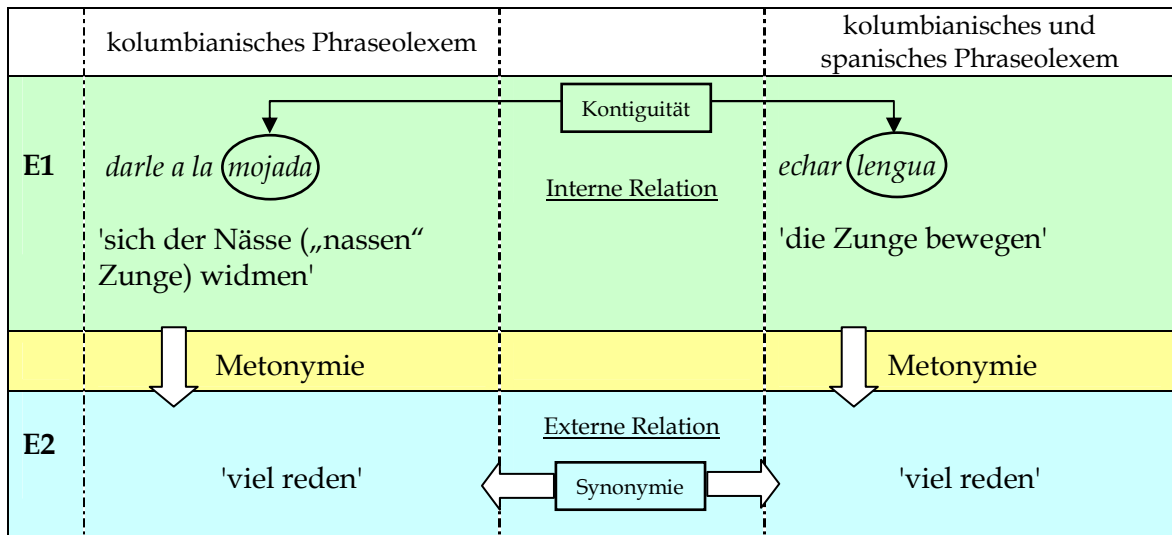 kolumbianisches Phraseolexem
kolumbianisches und
spanisches Phraseolexem
E1
Kontiguität
darle a la mojada
Interne Relation
echar lengua
'sich der Nässe („nassen“
Zunge) widmen'
'die Zunge bewegen'
Metonymie
Metonymie
E2
Externe Relation
'viel reden'
Synonymie
'viel reden'